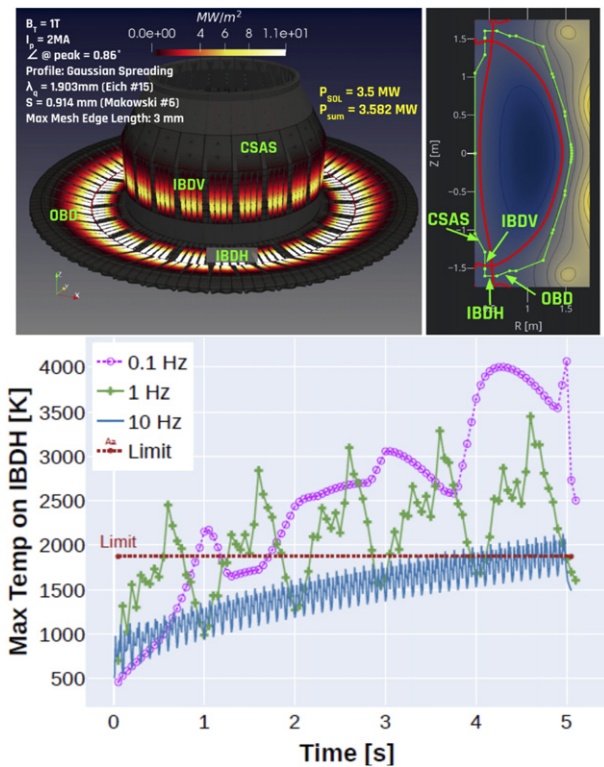 B_T = 1T
I_p = 2MA
∠ @ peak = 0.86°
Profile: Gaussian Spreading
λ_q = 1.903mm (Eich #15)
S = 0.914 mm (Makowski #6)
Max Mesh Edge Length: 3 mm
MW/m²
0.0e+00 2 4 6 8 1.1e+01
P_SOL = 3.5 MW
P_sum = 3.582 MW
CSAS
IBDV
OBD
IBDH
Z
X
1.5
1
0.5
0
−0.5
−1
−1.5
Z [m]
CSAS
IBDV
IBDH
OBD
1
1.5
R [m]
4000
3500
3000
2500
2000
1500
1000
500
Max Temp on IBDH [K]
0.1 Hz
1 Hz
10 Hz
Aa
Limit
Limit
0 1 2 3 4 5
Time [s]